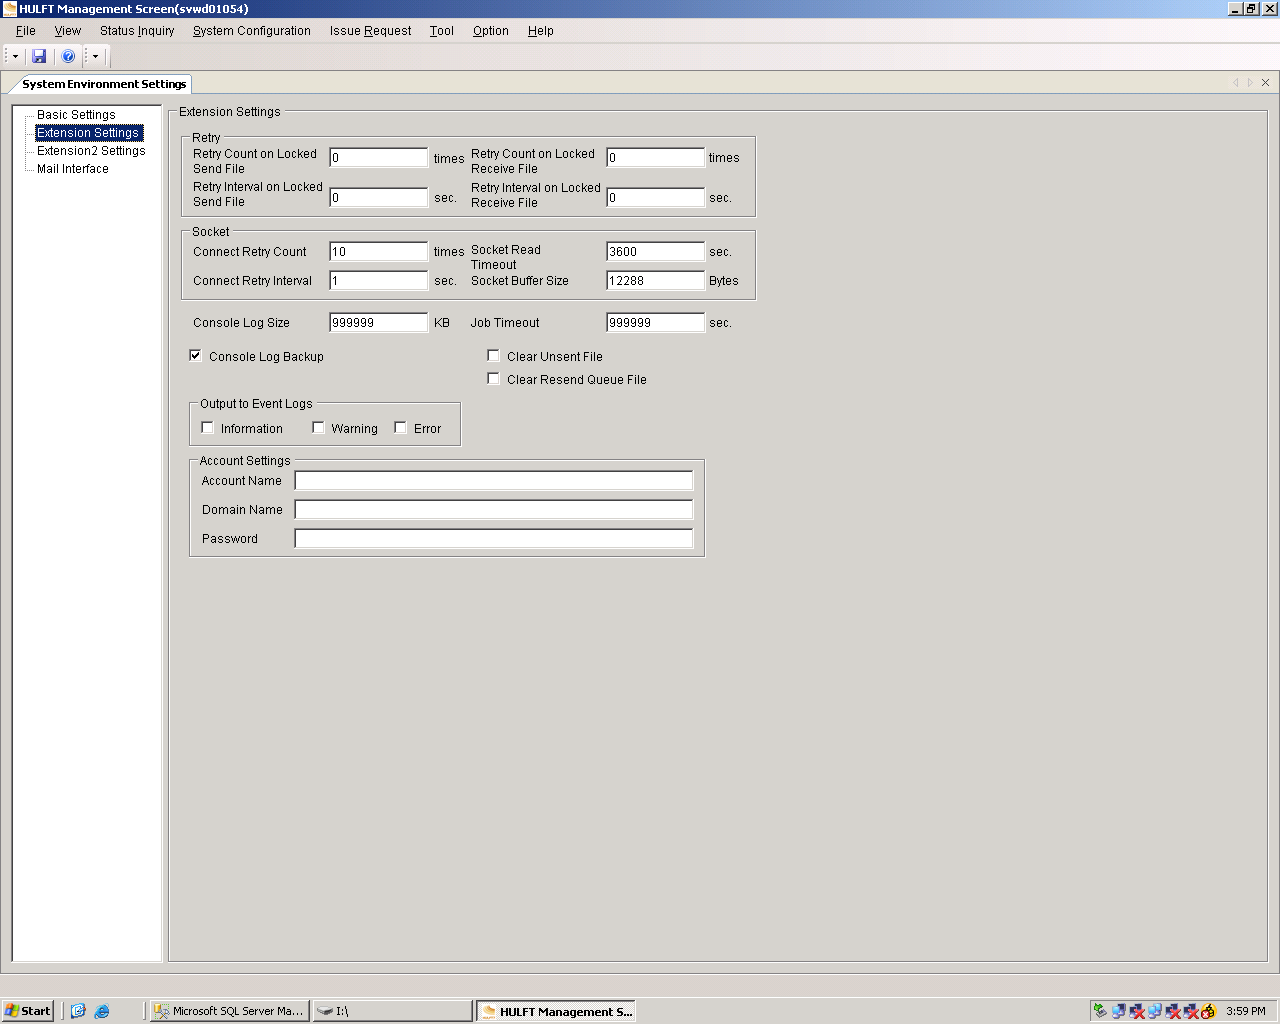 HULFT Management Screen(svwd01054)
File View Status Inquiry System Configuration Issue Request Tool Option Help
System Environment Settings
Basic Settings
Extension Settings
Extension2 Settings
Mail Interface
Extension Settings
Retry
Retry Count on Locked Send File 0 times Retry Count on Locked Receive File 0 times
Retry Interval on Locked Send File 0 sec. Retry Interval on Locked Receive File 0 sec.
Socket
Connect Retry Count 10 times Socket Read Timeout 3600 sec.
Connect Retry Interval 1 sec. Socket Buffer Size 12288 Bytes
Console Log Size 999999 KB Job Timeout 999999 sec.
Console Log Backup Clear Unsent File
Clear Resend Queue File
Output to Event Logs
Information Warning Error
Account Settings
Account Name
Domain Name
Password
Start Microsoft SQL Server Ma... I:\ HULFT Management S... 3:59 PM